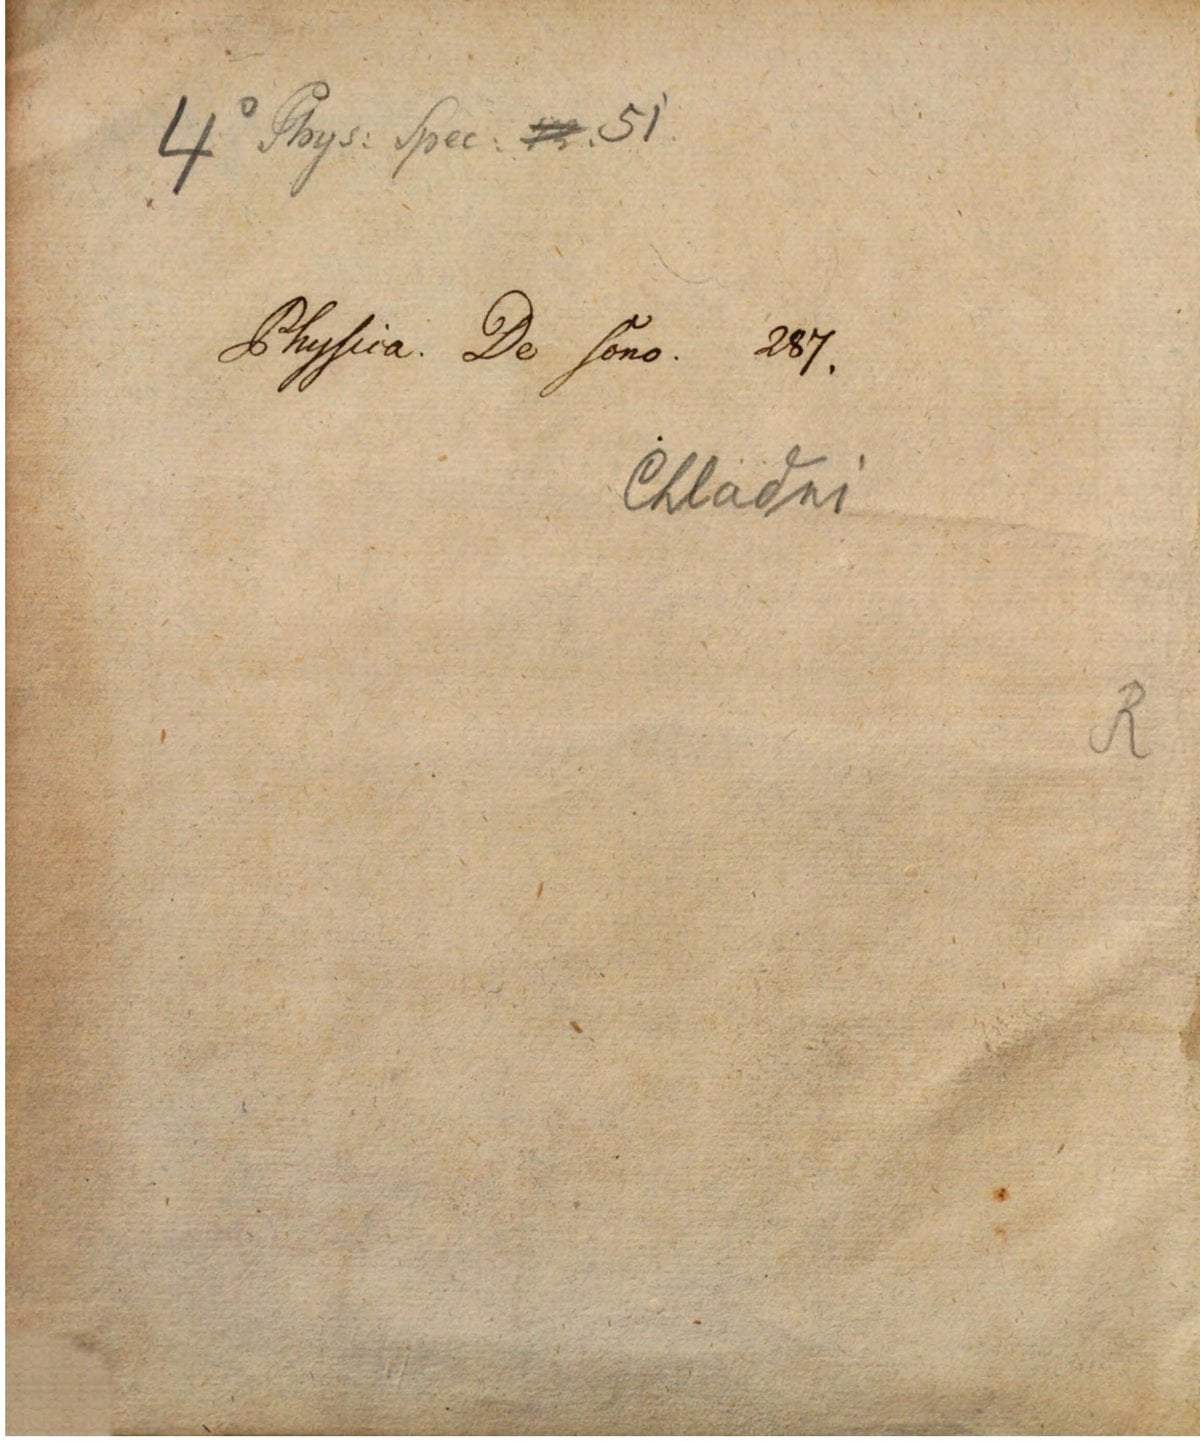 4° Phys: Spec: 51.
Physica. De sono. 287.
Chladni
R